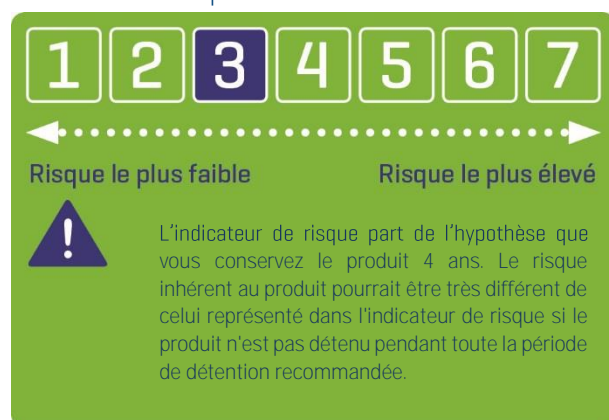 1 2 3 4 5 6 7
Risque le plus faible Risque le plus élevé
!
L'indicateur de risque part de l'hypothèse que
vous conservez le produit 4 ans. Le risque
inhérent au produit pourrait être très différent de
celui représenté dans l'indicateur de risque si le
produit n'est pas détenu pendant toute la période
de détention recommandée.